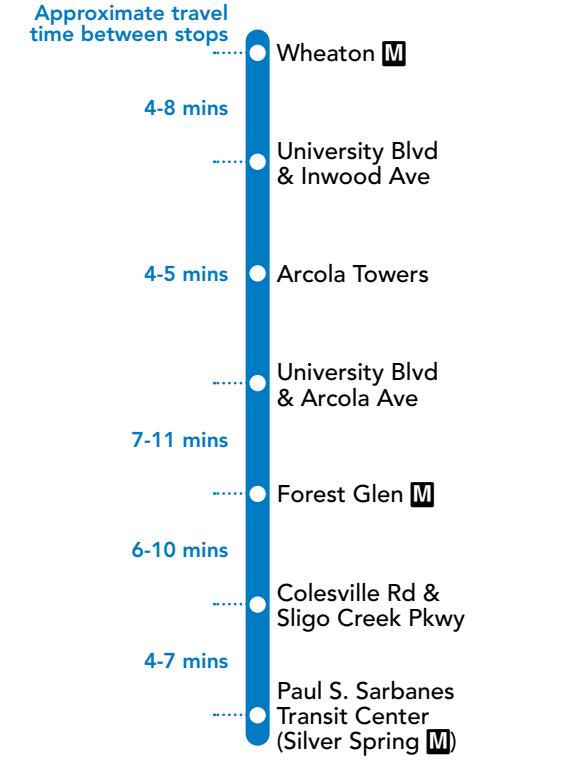 Approximate travel
time between stops
Wheaton M
4-8 mins
University Blvd
& Inwood Ave
4-5 mins
Arcola Towers
University Blvd
& Arcola Ave
7-11 mins
Forest Glen M
6-10 mins
Colesville Rd &
Sligo Creek Pkwy
4-7 mins
Paul S. Sarbanes
Transit Center
(Silver Spring M)